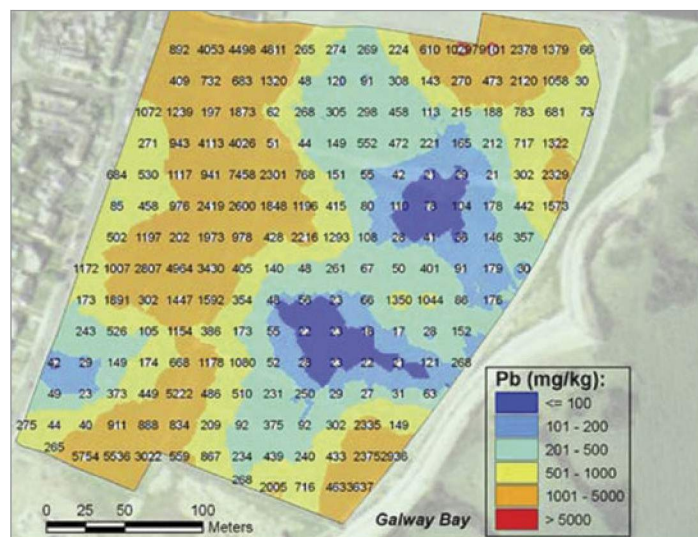 892 4053 4498 4811 265 274 269 224 610 10297 9101 2378 1379 66
409 732 683 1320 48 120 91 308 143 270 473 2120 1058 30
1072 1239 197 1873 62 268 305 298 458 113 215 188 783 681 73
271 943 4113 4026 51 44 149 552 472 221 165 212 717 1322
684 530 1117 941 7458 2301 768 151 55 42 21 29 21 302 2329
85 458 976 2419 2600 1848 1196 415 80 110 78 104 178 442 1573
502 1197 202 1973 978 428 2216 1293 108 28 41 146 357
1172 1007 2807 4964 3430 405 140 48 261 67 50 401 91 179 30
173 1891 302 1447 1592 354 48 56 23 66 1350 1044 86 176
243 526 105 1154 386 173 55 22 17 28 152
42 29 149 174 668 1178 1080 52 28 23 22 21 121 268
49 23 373 449 5222 486 510 231 250 29 27 31 63
275 44 40 911 888 834 209 92 375 92 302 2335 149
265 5754 5536 3022 559 867 234 439 240 433 2375 2936
268 2005 716 463 3637
Pb (mg/kg):
<= 100
101 - 200
201 - 500
501 - 1000
1001 - 5000
> 5000
0 25 50 100
Meters
Galway Bay